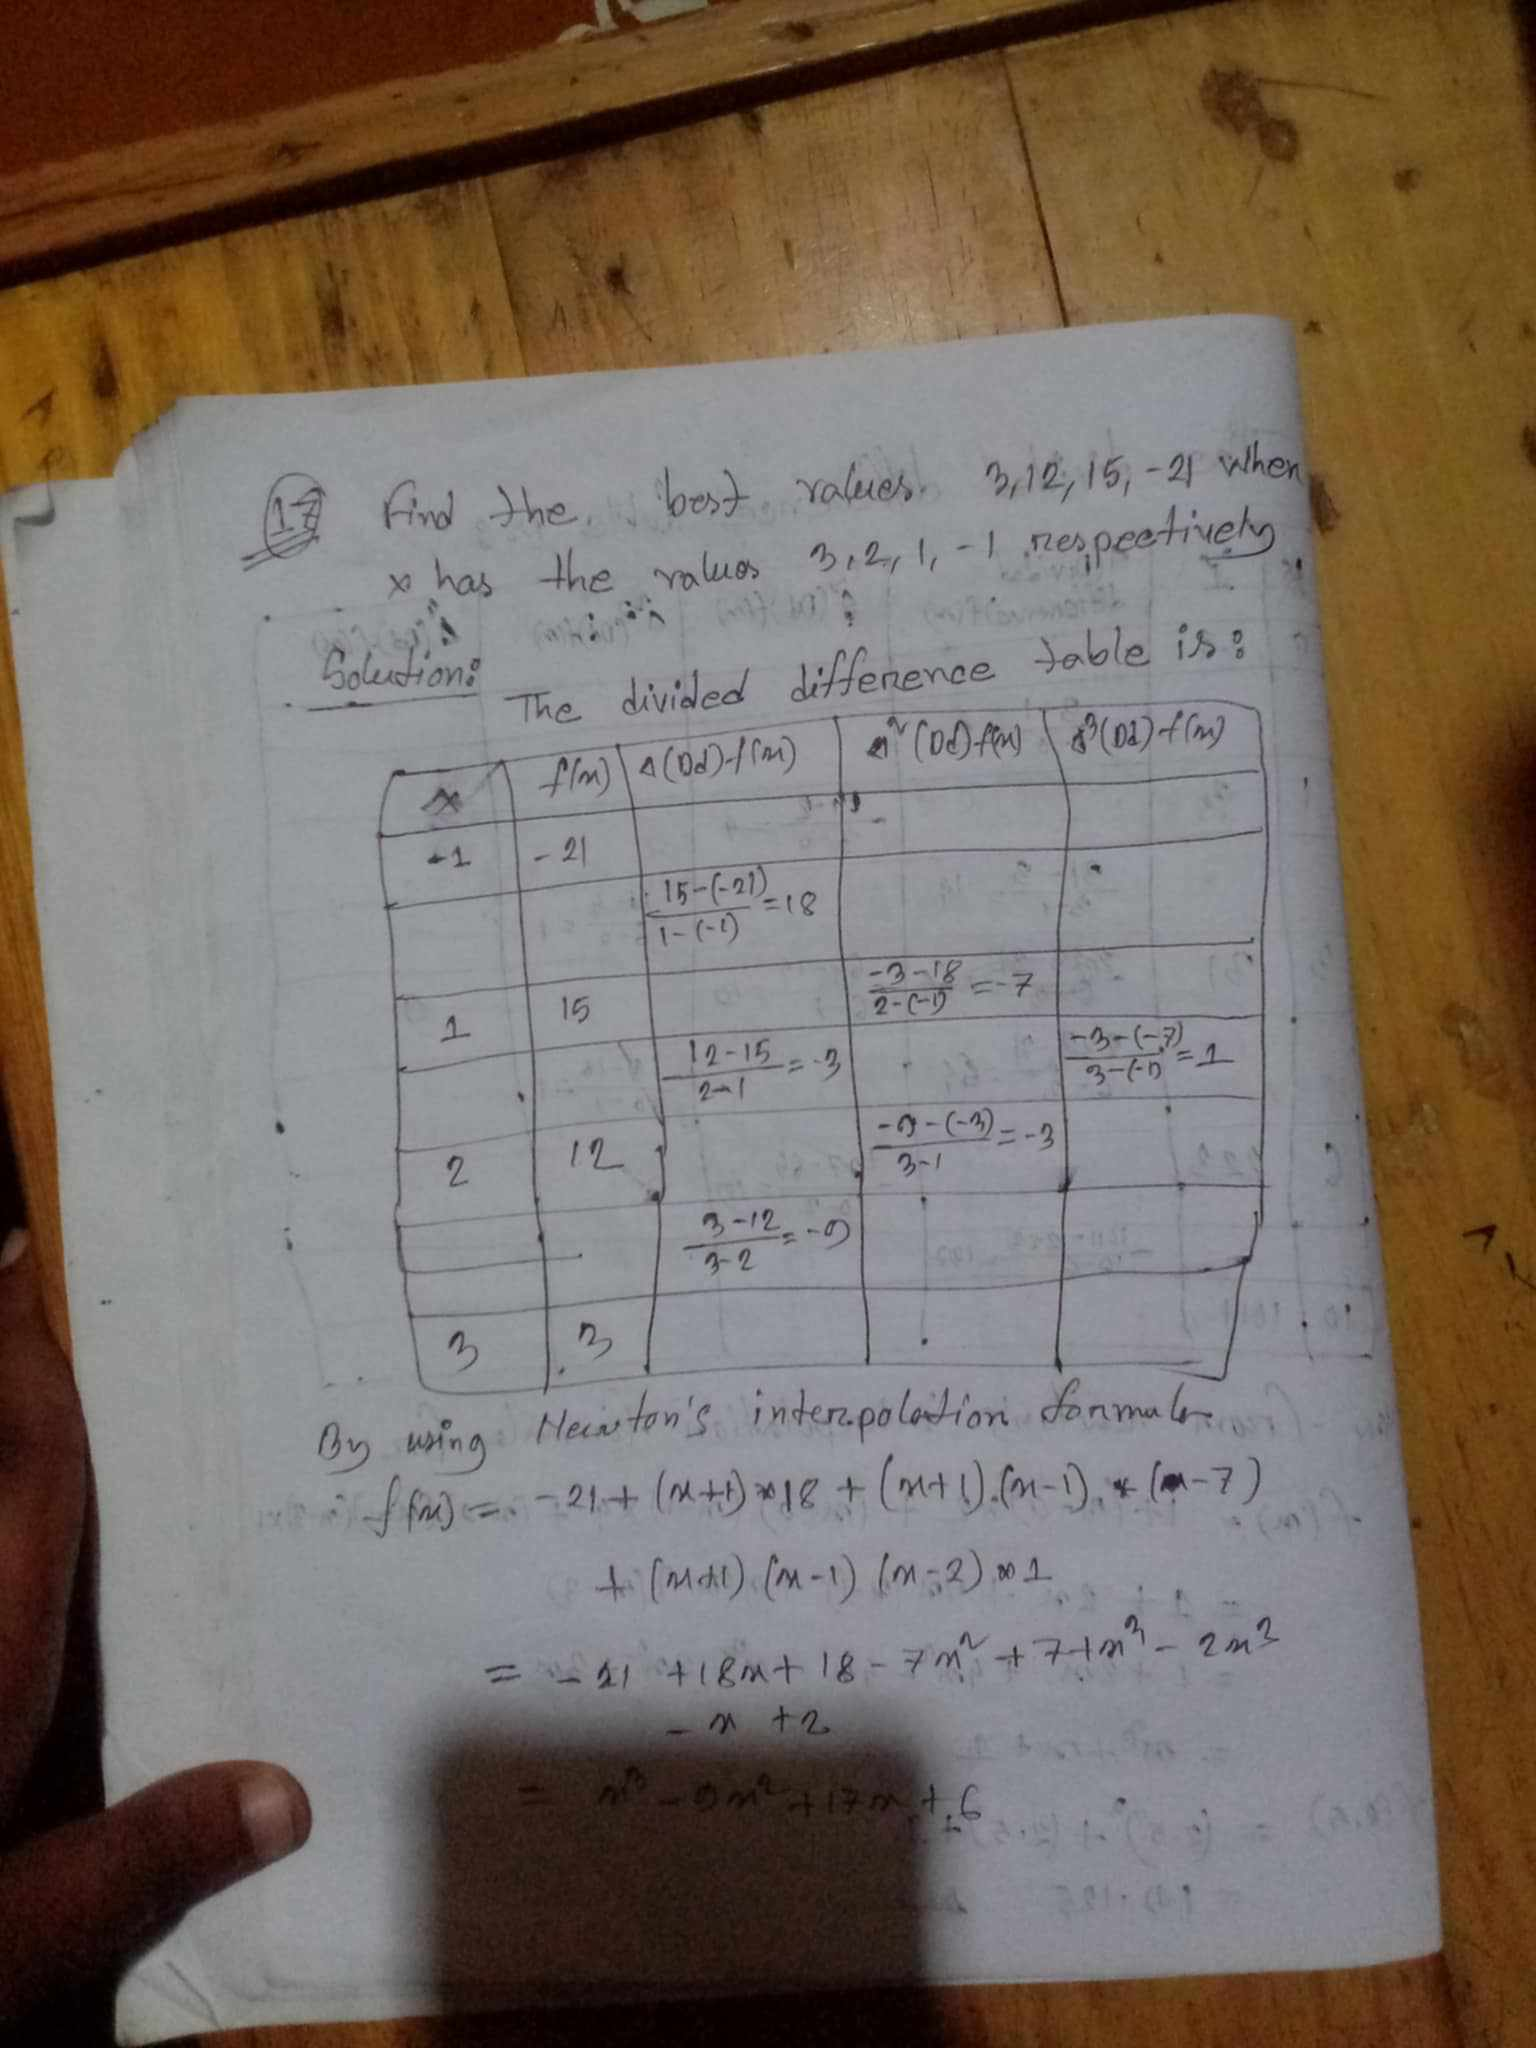 17 Find the best values 3,12,15,-21 when
x has the values 3,2,1,-1 respectively
Solution:
The divided difference table is:
x f(x) Δ(Dd)f(x) Δ²(Dd)f(x) Δ³(Dd)f(x)
-1 -21
15-(-21)/1-(-1) = 18
1 15 -3-18/2-(-1) = -7
12-15/2-1 = -3 -3-(-7)/3-(-1) = 1
2 12 -9-(-3)/3-1 = -3
3-12/3-2 = -9
3 3
By using Newton's interpolation formula
f(x) = -21 + (x+1)*18 + (x+1).(x-1) * (-7)
+ (x+1) (x-1) (x-2) * 1
= -21 + 18x + 18 - 7x² + 7 + x³ - 2x²
- x + 2
= x³ - 9x² + 17x + 6